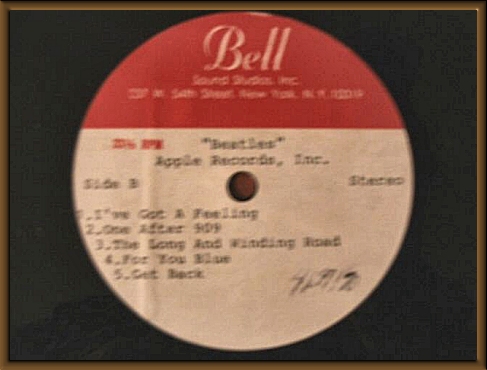 Bell
Sound Studios, Inc.
237 W. 54th Street, New York, N.Y. 10019
33⅓ RPM
"Beatles"
Apple Records, Inc.
Side B
Stereo
1.I've Got A Feeling
2.One After 909
3.The Long And Winding Road
4.For You Blue
5.Get Back